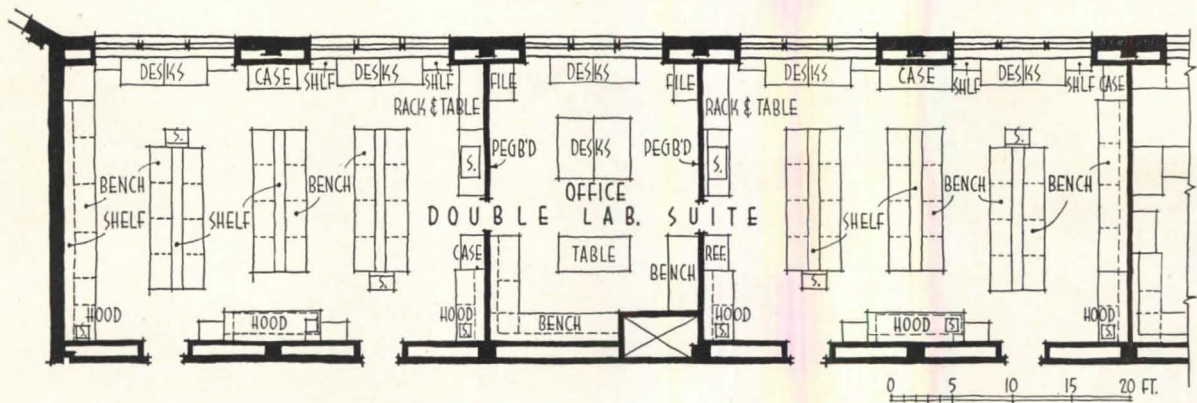 DESKS CASE SHLF DESKS SHLF FILE DESKS FILE DESKS CASE SHLF DESKS SHLF CASE
RACK & TABLE RACK & TABLE
S. S.
PEGB'D DESKS PEGB'D
S. S.
BENCH BENCH BENCH BENCH
OFFICE
SHELF SHELF SHELF
DOUBLE LAB. SUITE
CASE TABLE REF.
BENCH
S. S.
HOOD HOOD HOOD BENCH HOOD HOOD HOOD
S. S. S. S. S.
0 5 10 15 20 FT.